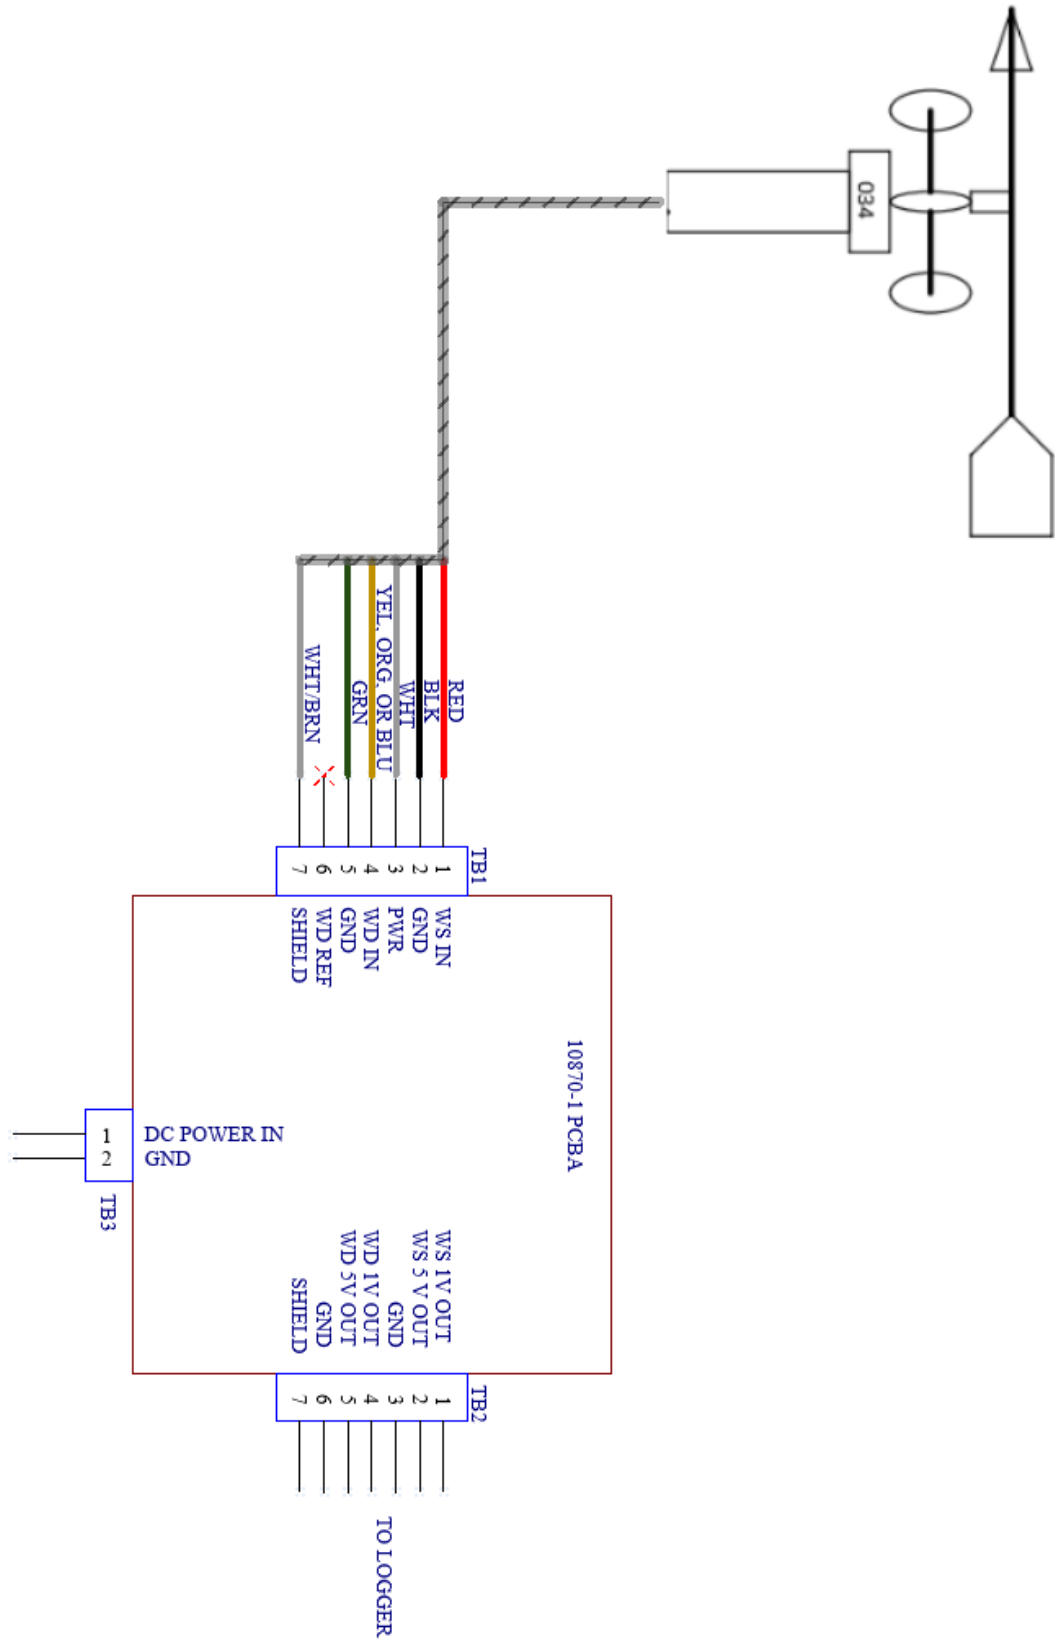 034
RED
BLK
WHT
YEL, ORG, OR BLU
GRN
WHT/BRN
TB1
1
2
3
4
5
6
7
WS IN
GND
PWR
WD IN
GND
WD REF
SHIELD
10870-1 PCBA
1 DC POWER IN
2 GND
TB3
WS 1V OUT
WS 5 V OUT
GND
WD 1V OUT
WD 5V OUT
GND
SHIELD
TB2
1
2
3
4
5
6
7
TO LOGGER